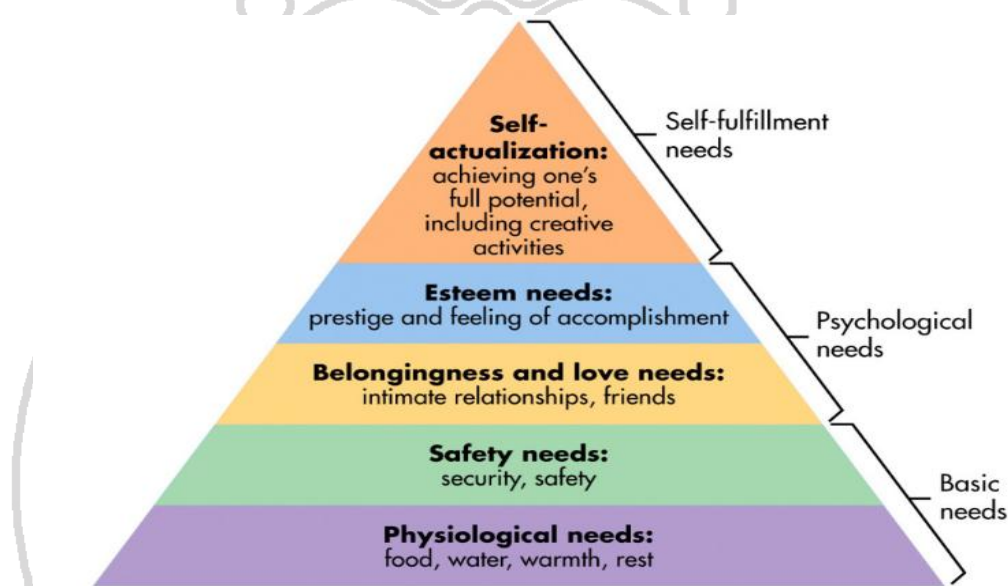 Self-
actualization:
achieving one's
full potential,
including creative
activities
Self-fulfillment
needs
Esteem needs:
prestige and feeling of accomplishment
Psychological
needs
Belongingness and love needs:
intimate relationships, friends
Safety needs:
security, safety
Basic
needs
Physiological needs:
food, water, warmth, rest